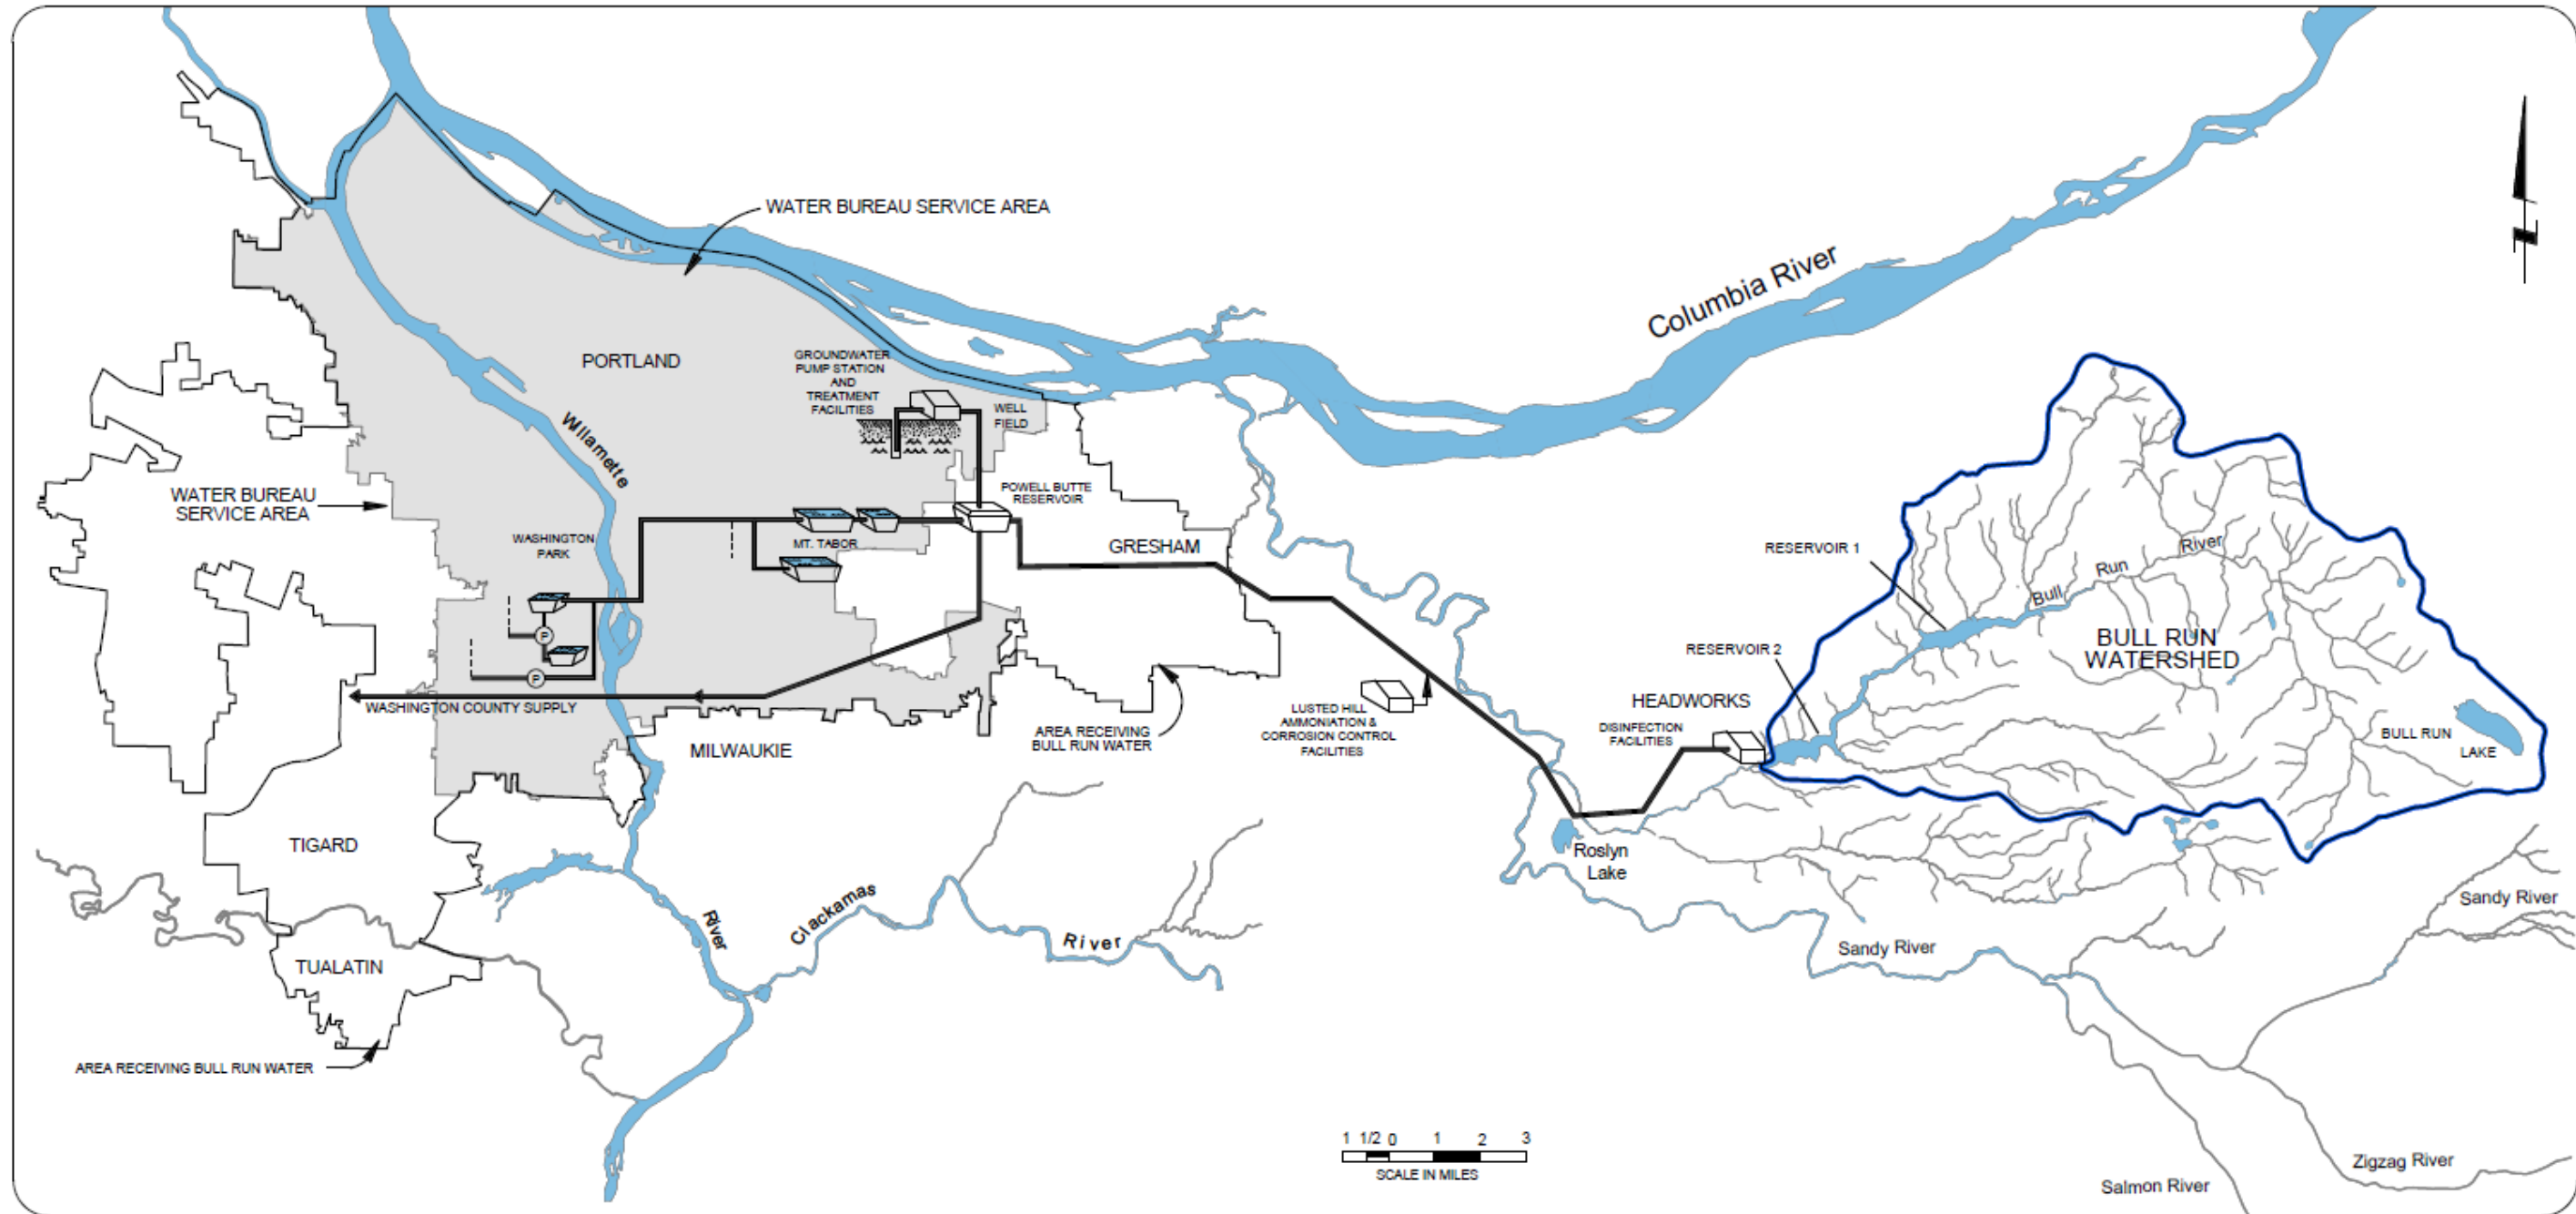 WATER BUREAU SERVICE AREA
Columbia River
PORTLAND
GROUNDWATER
PUMP STATION
AND
TREATMENT
FACILITIES
WELL
FIELD
Willamette
WATER BUREAU
SERVICE AREA
POWELL BUTTE
RESERVOIR
WASHINGTON
PARK
MT. TABOR
GRESHAM
RESERVOIR 1
Bull Run River
BULL RUN
WATERSHED
RESERVOIR 2
P
P
WASHINGTON COUNTY SUPPLY
LUSTED HILL
AMMONIATION &
CORROSION CONTROL
FACILITIES
HEADWORKS
DISINFECTION
FACILITIES
AREA RECEIVING
BULL RUN WATER
MILWAUKIE
BULL RUN
LAKE
TIGARD
Roslyn
Lake
Clackamas
River
River
Sandy River
Sandy River
TUALATIN
AREA RECEIVING BULL RUN WATER
1 1/2 0 1 2 3
SCALE IN MILES
Zigzag River
Salmon River